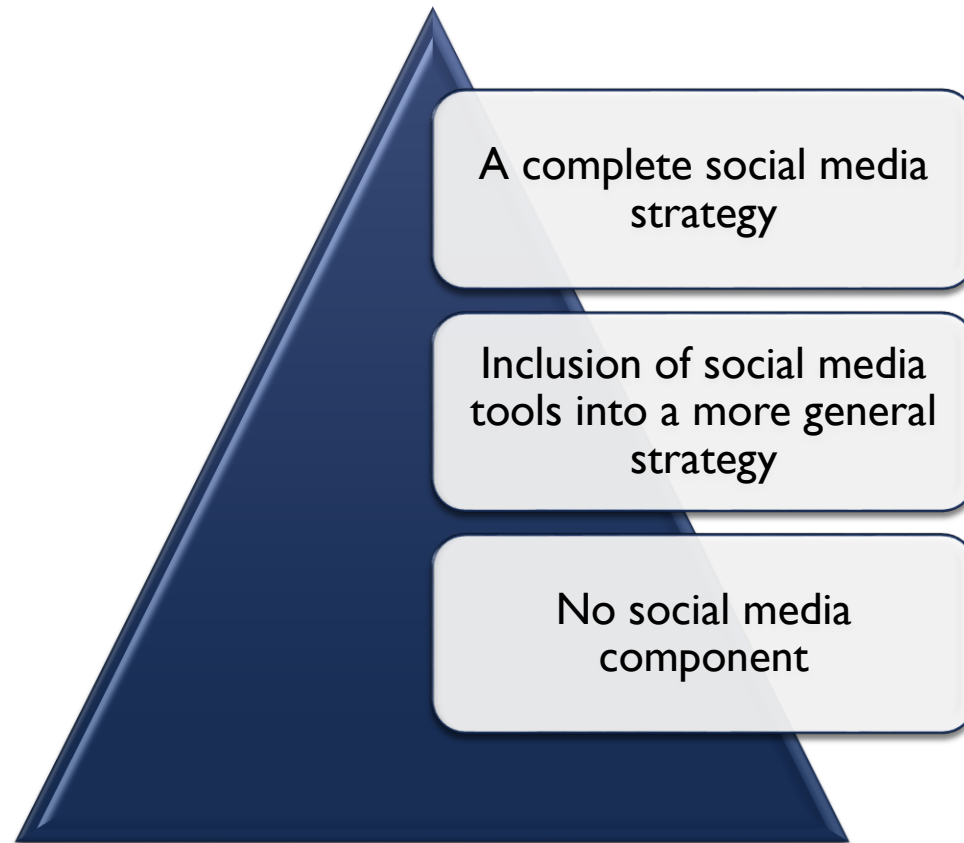 A complete social media
strategy
Inclusion of social media
tools into a more general
strategy
No social media
component